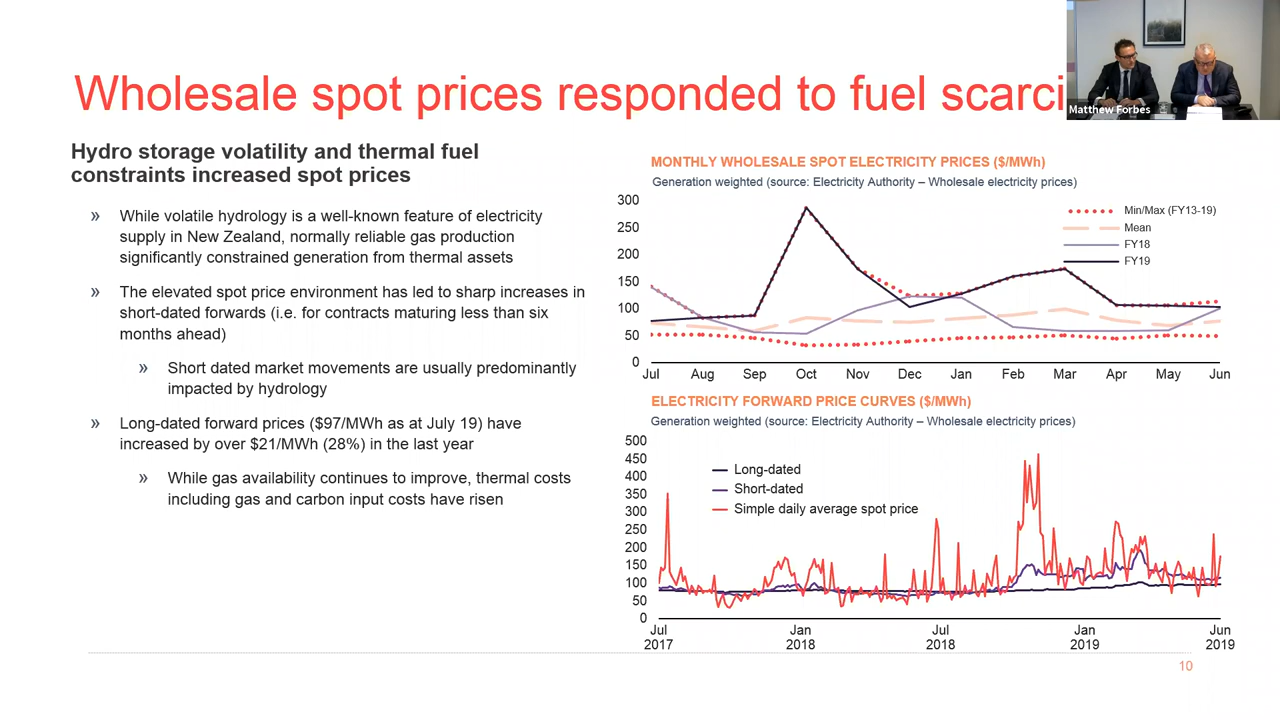 Wholesale spot prices responded to fuel scarci
Matthew Forbes
Hydro storage volatility and thermal fuel
constraints increased spot prices
» While volatile hydrology is a well-known feature of electricity
supply in New Zealand, normally reliable gas production
significantly constrained generation from thermal assets
» The elevated spot price environment has led to sharp increases in
short-dated forwards (i.e. for contracts maturing less than six
months ahead)
» Short dated market movements are usually predominantly
impacted by hydrology
» Long-dated forward prices ($97/MWh as at July 19) have
increased by over $21/MWh (28%) in the last year
» While gas availability continues to improve, thermal costs
including gas and carbon input costs have risen
MONTHLY WHOLESALE SPOT ELECTRICITY PRICES ($/MWh)
Generation weighted (source: Electricity Authority – Wholesale electricity prices)
300
250
200
150
100
50
0
Min/Max (FY13-19)
Mean
FY18
FY19
Jul Aug Sep Oct Nov Dec Jan Feb Mar Apr May Jun
ELECTRICITY FORWARD PRICE CURVES ($/MWh)
Generation weighted (source: Electricity Authority – Wholesale electricity prices)
500
450
400
350
300
250
200
150
100
50
0
Long-dated
Short-dated
Simple daily average spot price
Jul Jan Jul Jan Jun
2017 2018 2018 2019 2019
10